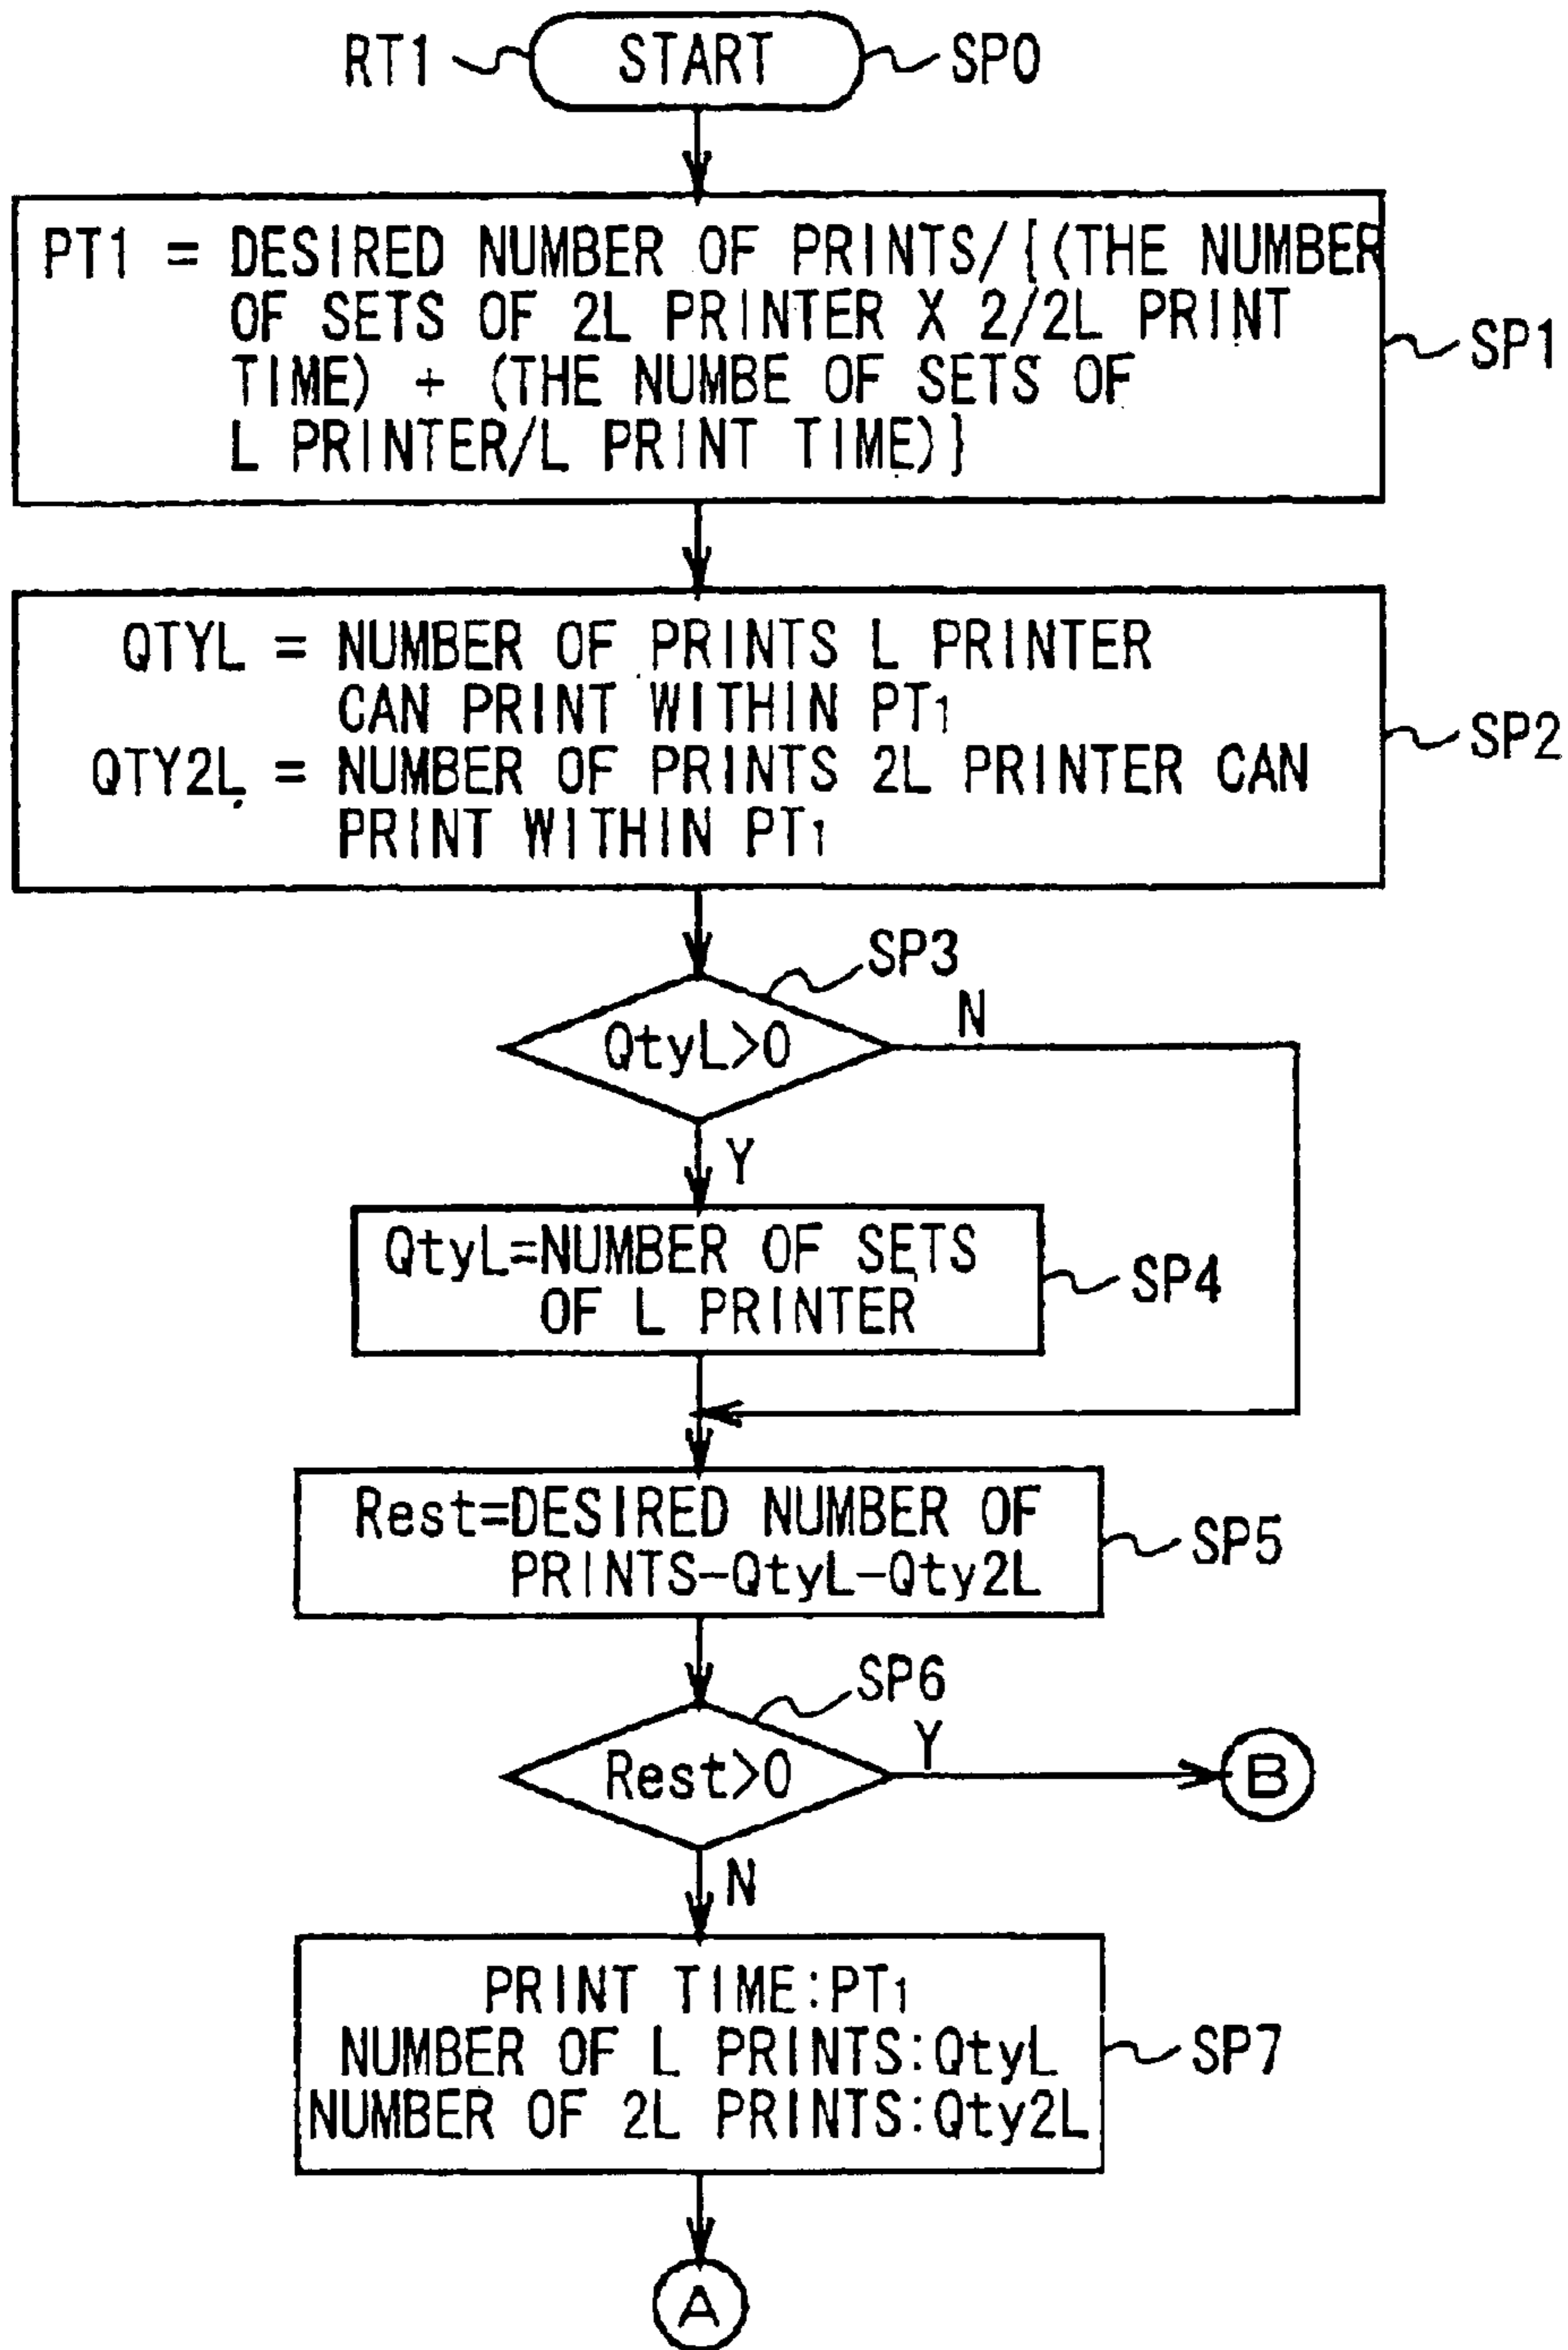 RT1 START SP0
PT1 = DESIRED NUMBER OF PRINTS/{(THE NUMBER
OF SETS OF 2L PRINTER X 2/2L PRINT
TIME) + (THE NUMBE OF SETS OF
L PRINTER/L PRINT TIME)}
SP1
QTYL = NUMBER OF PRINTS L PRINTER
CAN PRINT WITHIN PT1
QTY2L = NUMBER OF PRINTS 2L PRINTER CAN
PRINT WITHIN PT1
SP2
SP3
QtyL>0
N
Y
QtyL=NUMBER OF SETS
OF L PRINTER
SP4
Rest=DESIRED NUMBER OF
PRINTS-QtyL-Qty2L
SP5
SP6
Rest>0
Y
B
N
PRINT TIME:PT1
NUMBER OF L PRINTS:QtyL
NUMBER OF 2L PRINTS:Qty2L
SP7
A